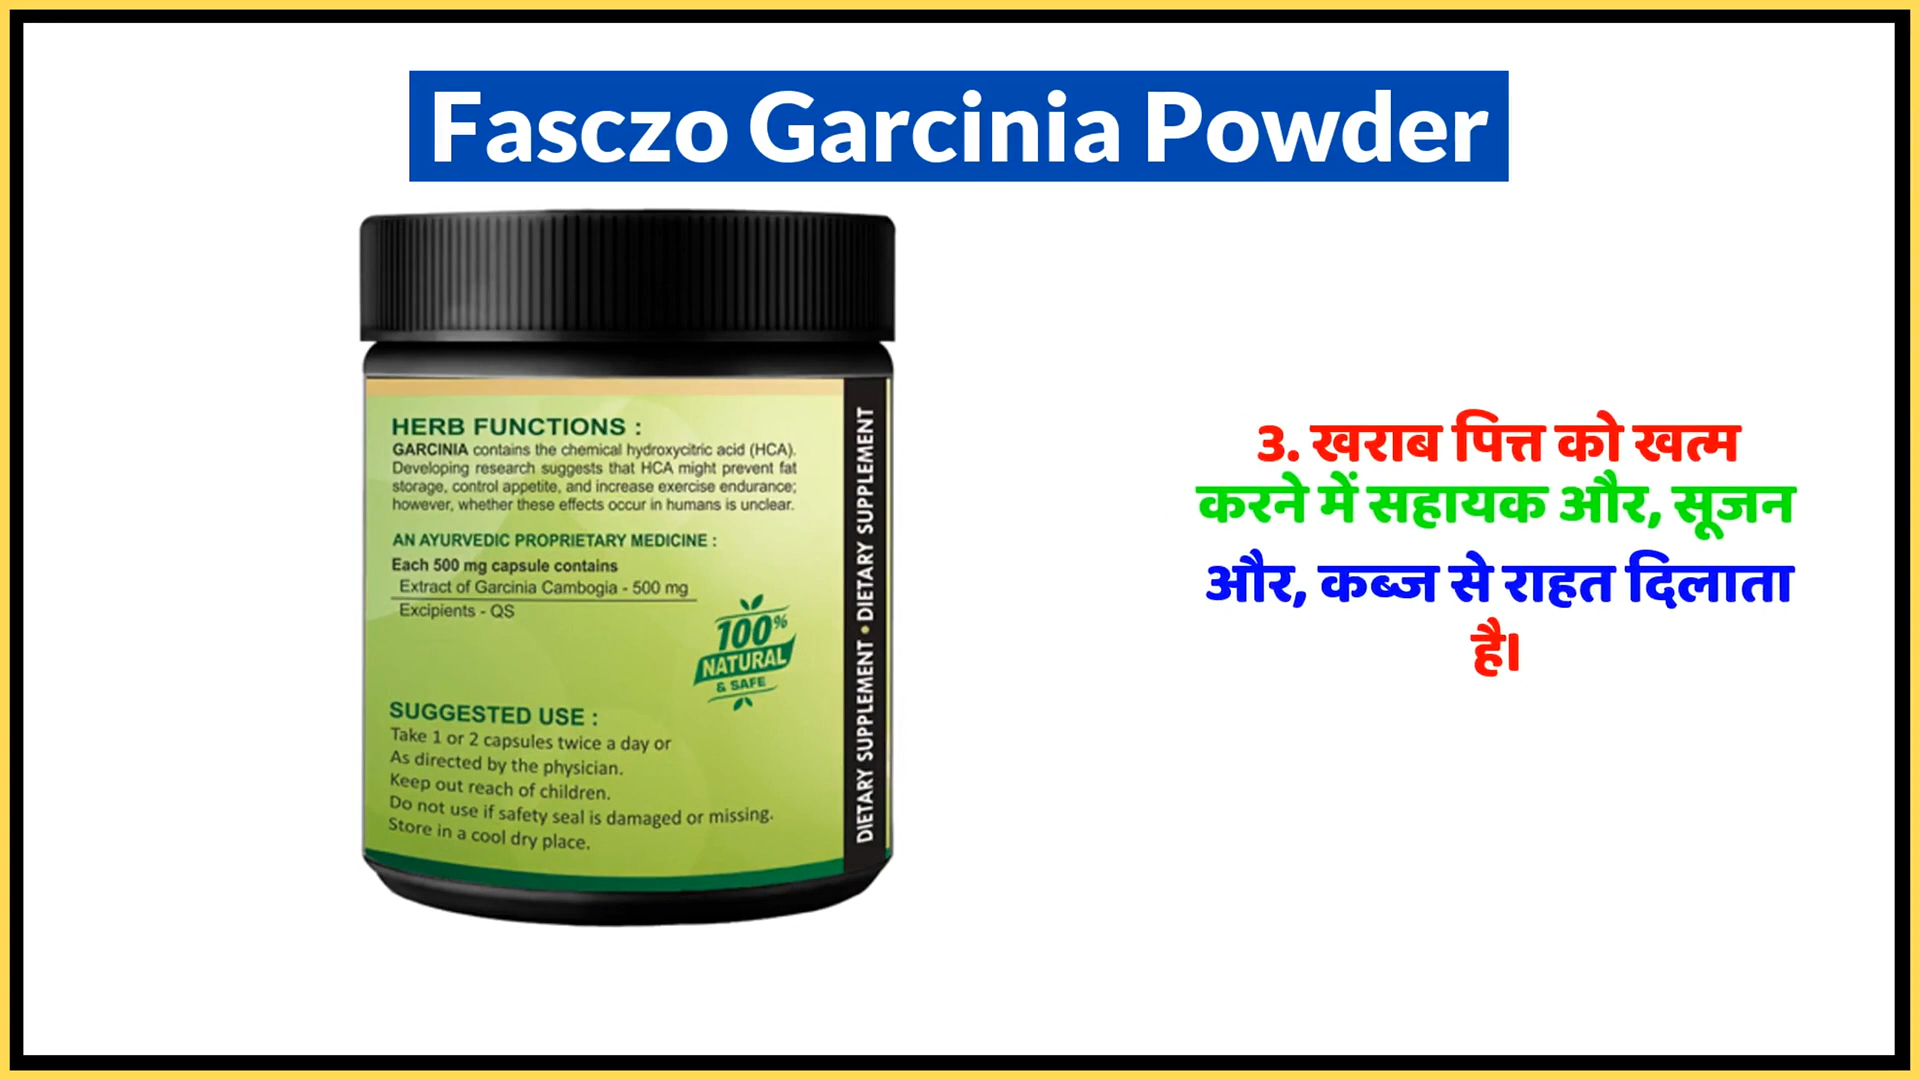 Fasczo Garcinia Powder
HERB FUNCTIONS :
GARCINIA contains the chemical hydroxycitric acid (HCA).
Developing research suggests that HCA might prevent fat
storage, control appetite, and increase exercise endurance;
however, whether these effects occur in humans is unclear.
AN AYURVEDIC PROPRIETARY MEDICINE :
Each 500 mg capsule contains
Extract of Garcinia Cambogia - 500 mg
Excipients - QS
100%
NATURAL
& SAFE
SUGGESTED USE :
Take 1 or 2 capsules twice a day or
As directed by the physician.
Keep out reach of children.
Do not use if safety seal is damaged or missing.
Store in a cool dry place.
DIETARY SUPPLEMENT • DIETARY SUPPLEMENT
3. खराब पित्त को खत्म
करने में सहायक और, सूजन
और, कब्ज से राहत दिलाता
है।